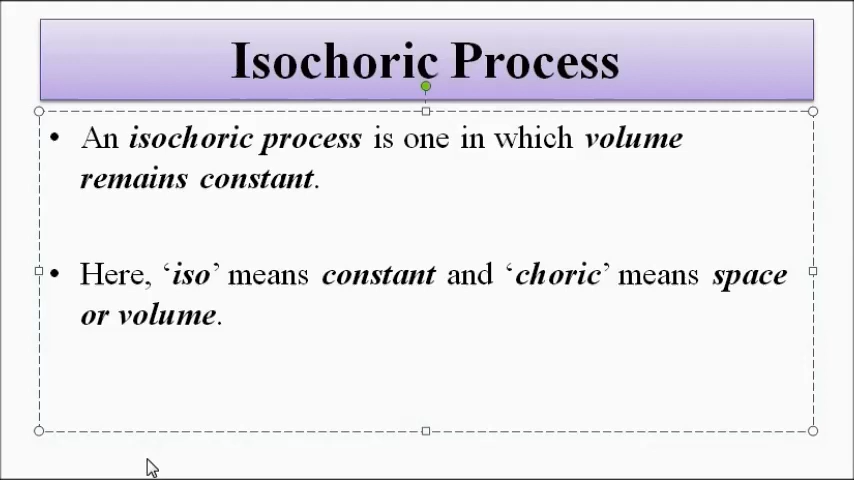 Isochoric Process
• An isochoric process is one in which volume
remains constant.
• Here, ‘iso’ means constant and ‘choric’ means space
or volume.